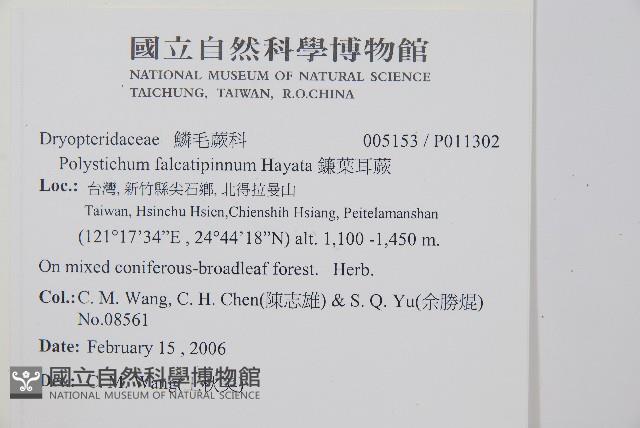 國立自然科學博物館
NATIONAL MUSEUM OF NATURAL SCIENCE
TAICHUNG, TAIWAN, R.O.CHINA
Dryopteridaceae 鱗毛蕨科 005153 / P011302
Polystichum falcatipinnum Hayata 鐮葉耳蕨
Loc.: 台灣, 新竹縣尖石鄉, 北得拉曼山
Taiwan, Hsinchu Hsien,Chienshih Hsiang, Peitelamanshan
(121°17’34”E , 24°44’18”N) alt. 1,100 -1,450 m.
On mixed coniferous-broadleaf forest. Herb.
Col.: C. M. Wang, C. H. Chen(陳志雄) & S. Q. Yu(余勝焜)
No.08561
Date: February 15 , 2006
C. M. Wang(
國立自然科學博物館
NATIONAL MUSEUM OF NATURAL SCIENCE